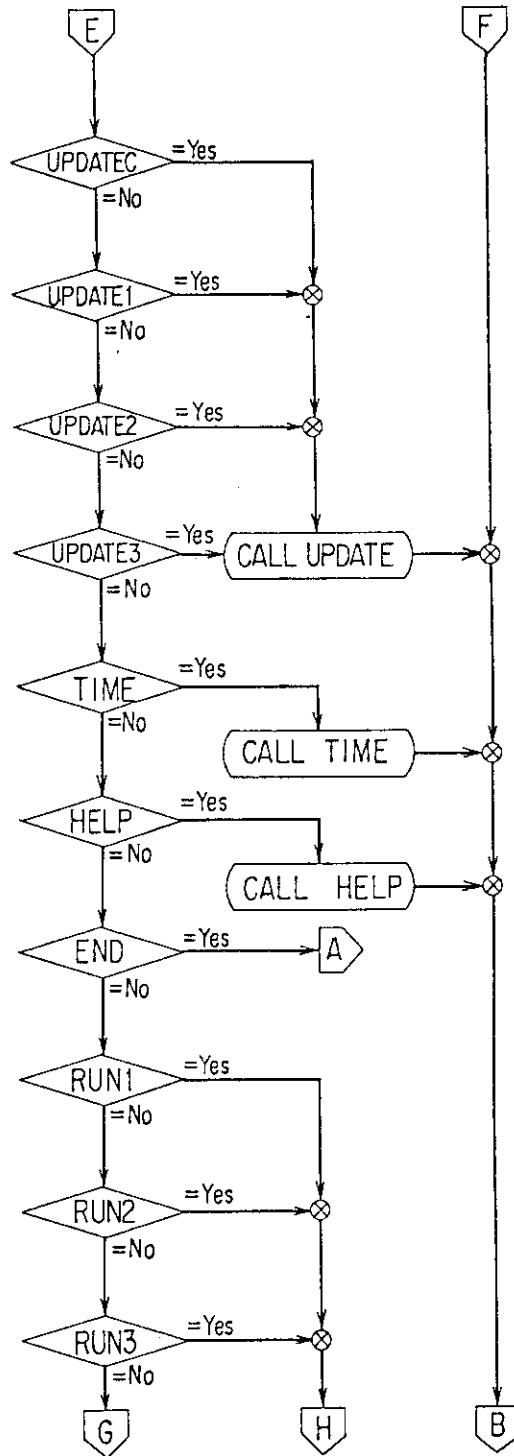 E
F
UPDATEC
=Yes
=No
UPDATE1
=Yes
=No
UPDATE2
=Yes
=No
UPDATE3
=Yes
CALL UPDATE
=No
TIME
=Yes
=No
CALL TIME
HELP
=Yes
=No
CALL HELP
END
=Yes
A
=No
RUN1
=Yes
=No
RUN2
=Yes
=No
RUN3
=Yes
=No
G
H
B